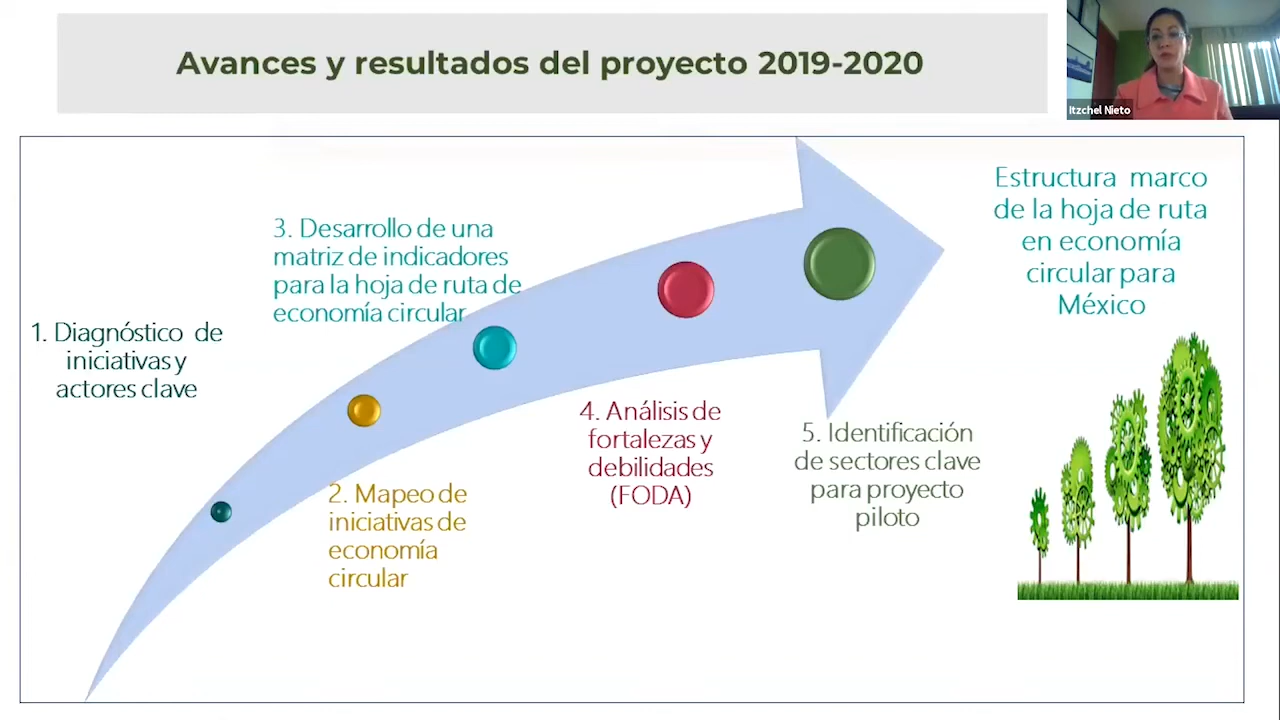 Avances y resultados del proyecto 2019-2020
Itzchel Nieto
1. Diagnóstico de
iniciativas y
actores clave
2. Mapeo de
iniciativas de
economía
circular
3. Desarrollo de una
matriz de indicadores
para la hoja de ruta de
economía circular
4. Análisis de
fortalezas y
debilidades
(FODA)
5. Identificación
de sectores clave
para proyecto
piloto
Estructura marco
de la hoja de ruta
en economía
circular para
México